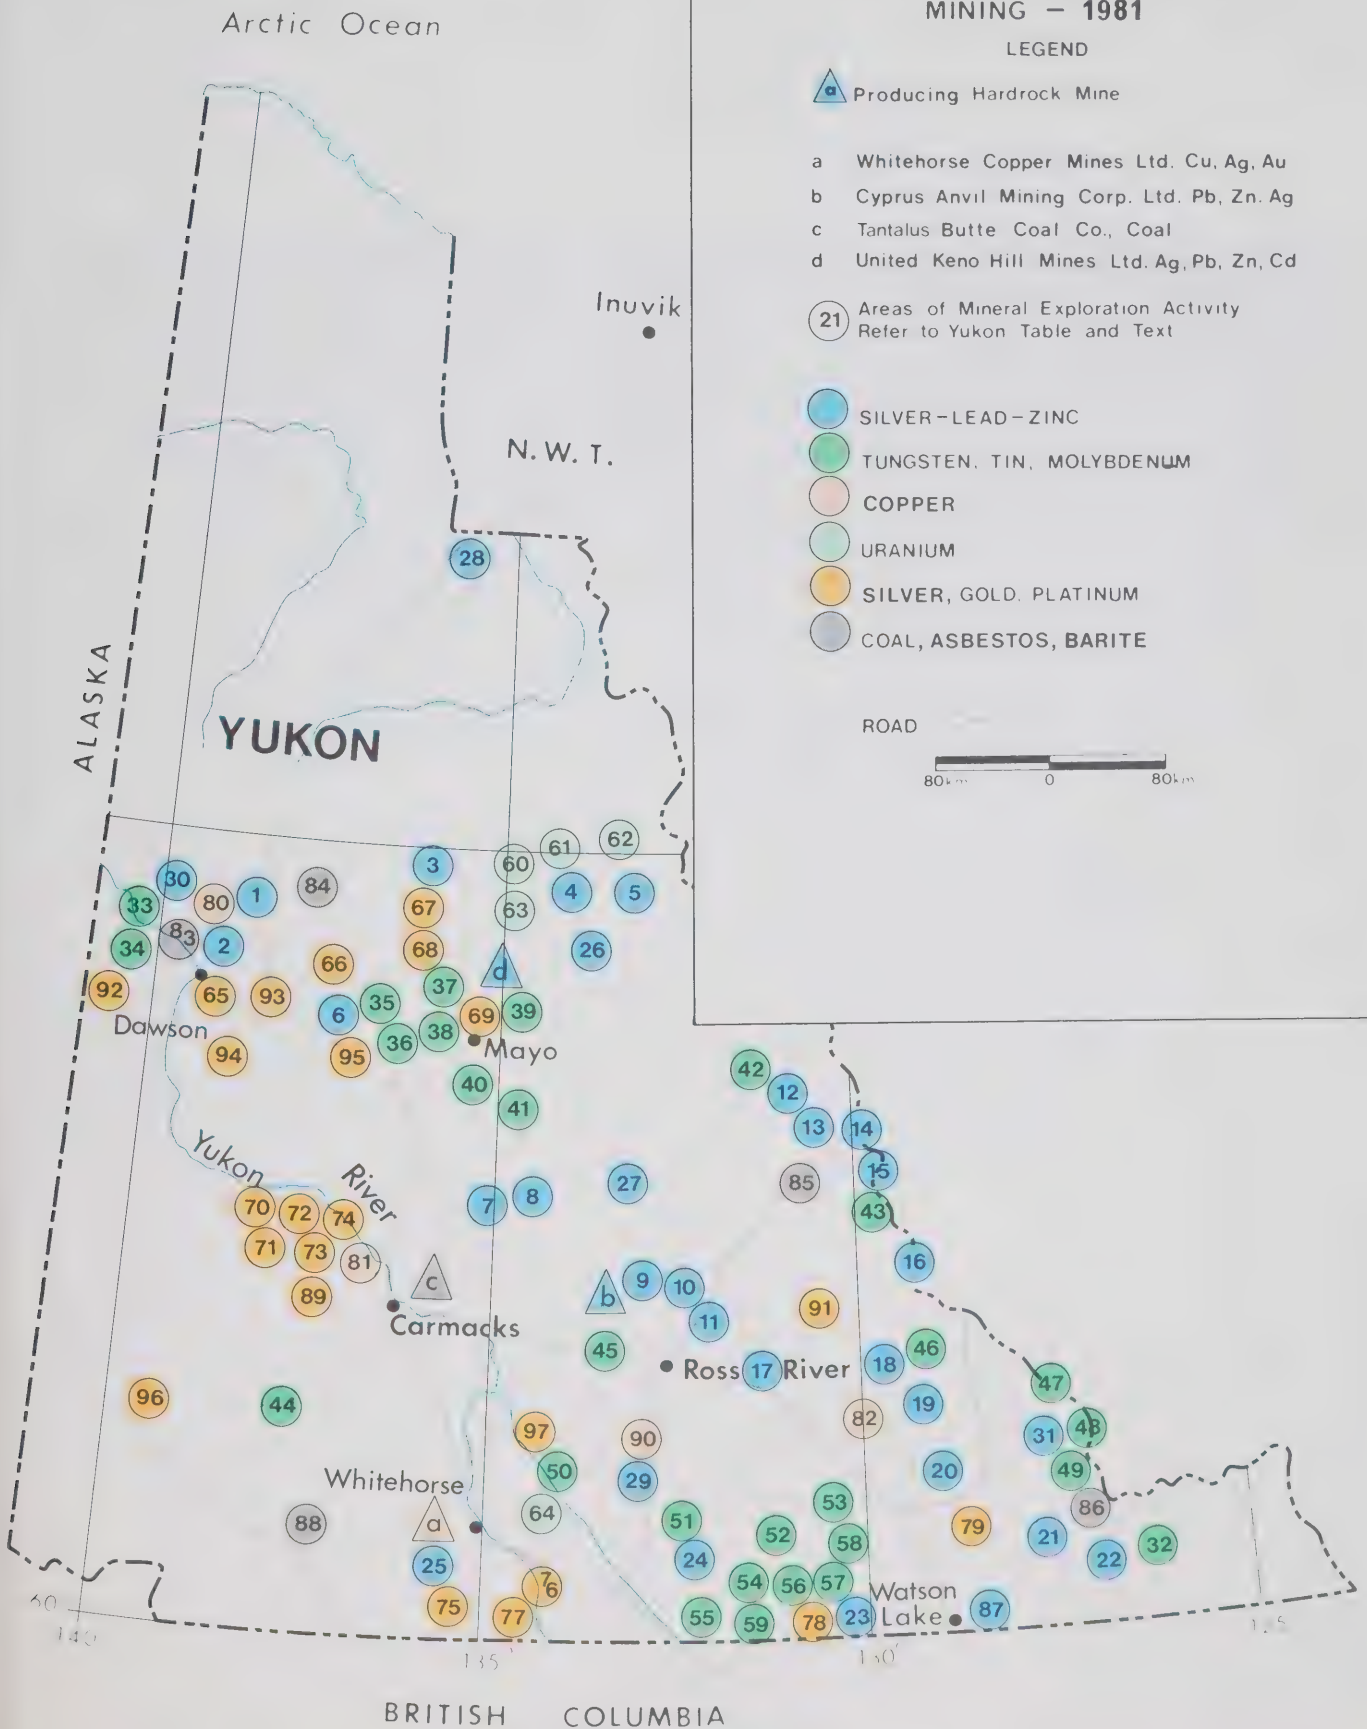 Arctic Ocean
MINING – 1981
LEGEND
a Producing Hardrock Mine
a Whitehorse Copper Mines Ltd. Cu, Ag, Au
b Cyprus Anvil Mining Corp. Ltd. Pb, Zn. Ag
c Tantalus Butte Coal Co., Coal
d United Keno Hill Mines Ltd. Ag, Pb, Zn, Cd
21 Areas of Mineral Exploration Activity
Refer to Yukon Table and Text
SILVER-LEAD-ZINC
TUNGSTEN. TIN, MOLYBDENUM
COPPER
URANIUM
SILVER, GOLD. PLATINUM
COAL, ASBESTOS, BARITE
ROAD
80km 0 80km
Inuvik
N.W.T.
28
ALASKA
YUKON
62
61
60
3
30
1
84
4
5
33
80
67
63
83
34
2
68
26
66
d
92
65
93
37
35
6
69
39
Dawson
38
36
Mayo
94
95
40
41
42
12
13
14
15
85
43
16
Yukon River
27
7
8
70
72
74
71
73
81
89
c
Carmacks
b
9
10
11
91
45
Ross River
17
18
46
47
96
44
19
82
97
90
31
48
50
29
20
49
86
Whitehorse
64
53
88
a
51
52
58
79
21
32
25
24
22
54
56
57
76
75
77
55
59
78
23
Watson
Lake
87
60
140
135
130
125
BRITISH COLUMBIA